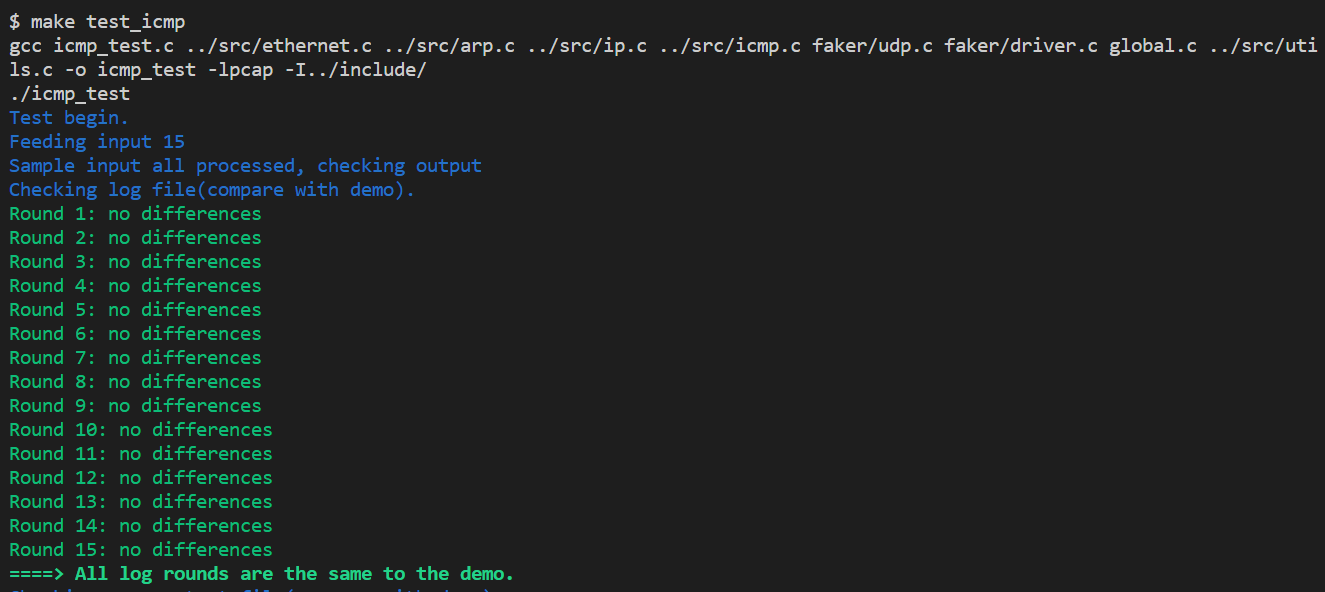 $ make test_icmp
gcc icmp_test.c ../src/ethernet.c ../src/arp.c ../src/ip.c ../src/icmp.c faker/udp.c faker/driver.c global.c ../src/uti
ls.c -o icmp_test -lpcap -I../include/
./icmp_test
Test begin.
Feeding input 15
Sample input all processed, checking output
Checking log file(compare with demo).
Round 1: no differences
Round 2: no differences
Round 3: no differences
Round 4: no differences
Round 5: no differences
Round 6: no differences
Round 7: no differences
Round 8: no differences
Round 9: no differences
Round 10: no differences
Round 11: no differences
Round 12: no differences
Round 13: no differences
Round 14: no differences
Round 15: no differences
====> All log rounds are the same to the demo.